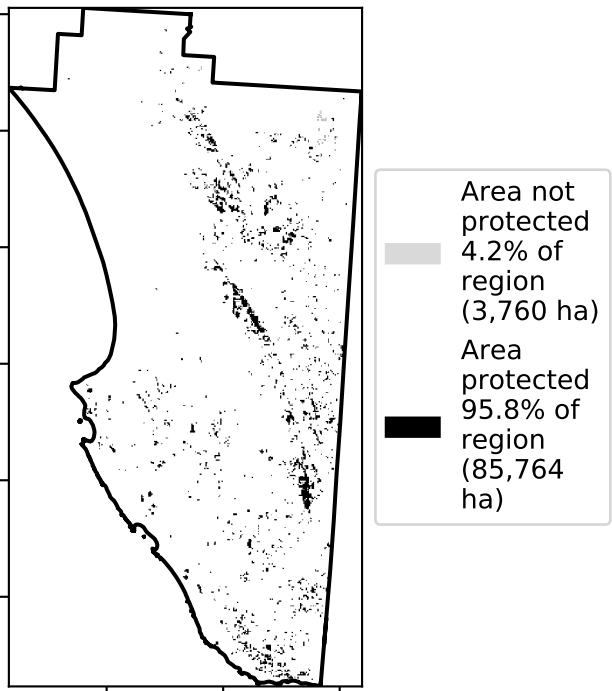 Area not
protected
4.2% of
region
(3,760 ha)
Area
protected
95.8% of
region
(85,764
ha)